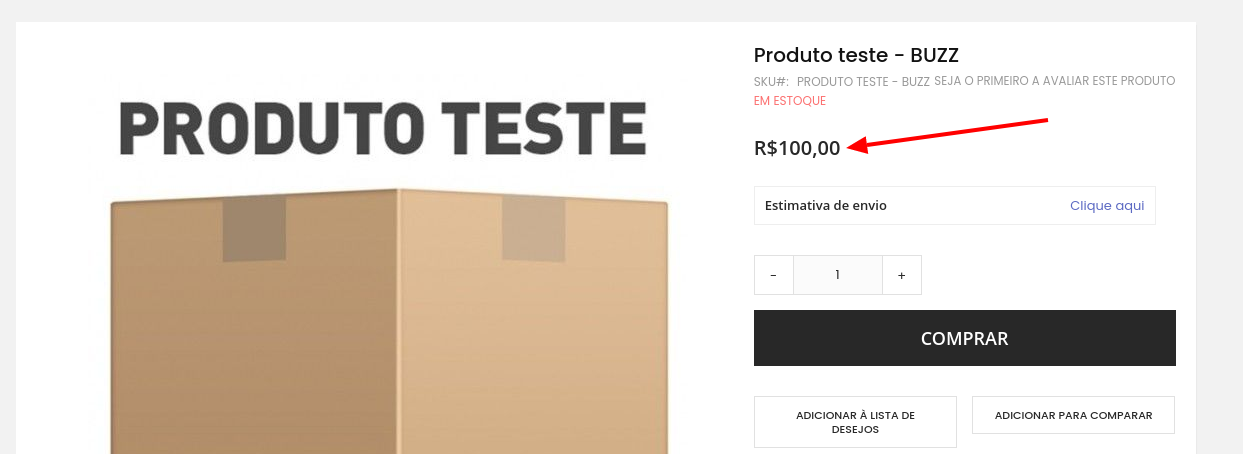 PRODUTO TESTE
Produto teste - BUZZ
SKU#: PRODUTO TESTE - BUZZ SEJA O PRIMEIRO A AVALIAR ESTE PRODUTO
EM ESTOQUE
R$100,00
Estimativa de envio Clique aqui
- 1 +
COMPRAR
ADICIONAR À LISTA DE
DESEJOS
ADICIONAR PARA COMPARAR